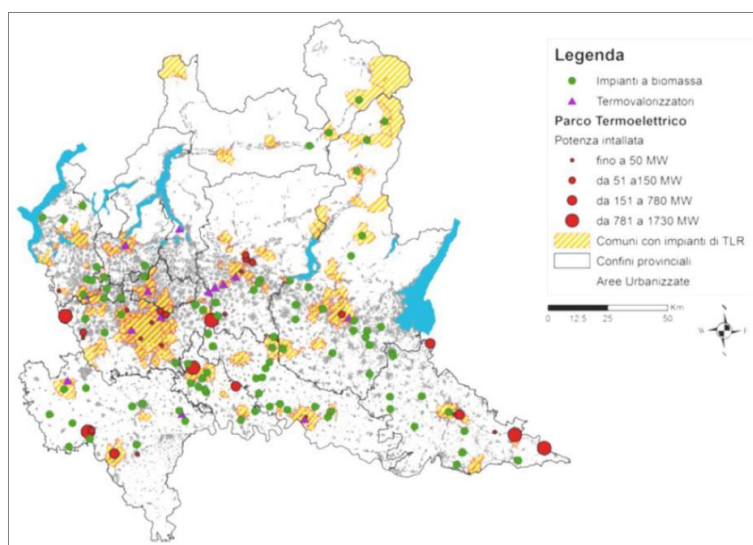 Legenda
Impianti a biomassa
Termovalorizzatori
Parco Termoelettrico
Potenza intallata
fino a 50 MW
da 51 a150 MW
da 151 a 780 MW
da 781 a 1730 MW
Comuni con impianti di TLR
Confini provinciali
Aree Urbanizzate
Km
0 12.5 25 50
N